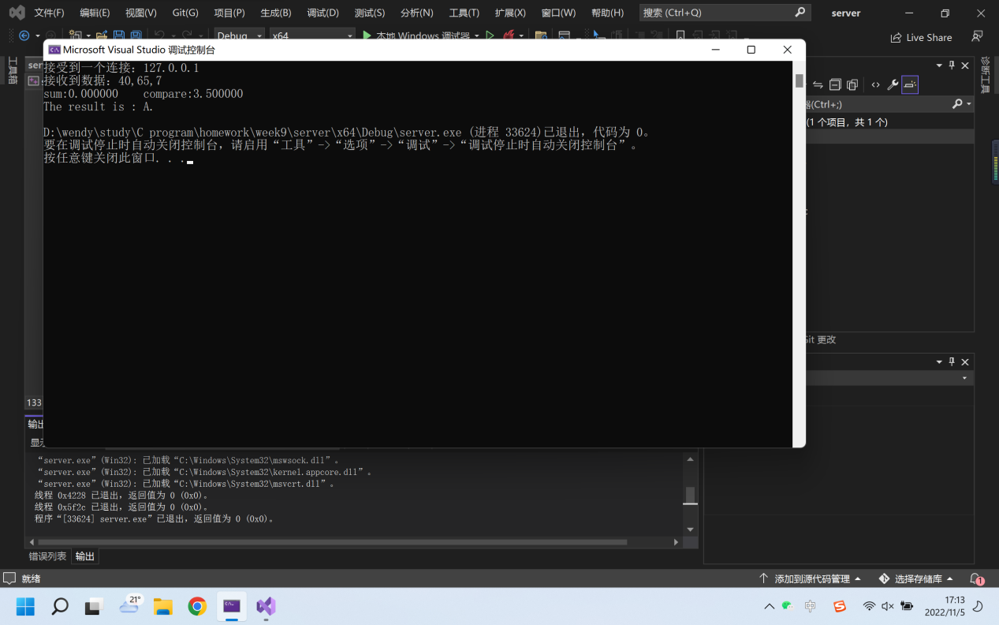 文件(F) 编辑(E) 视图(V) Git(G) 项目(P) 生成(B) 调试(D) 测试(S) 分析(N) 工具(T) 扩展(X) 窗口(W) 帮助(H) 搜索 (Ctrl+Q) server
Debug x64 本地 Windows 调试器 Live Share
工具箱
诊断工具
Microsoft Visual Studio 调试控制台
接受到一个连接: 127.0.0.1
接收到数据: 40,65,7
sum:0.000000 compare:3.500000
The result is : A.
D:\wendy\study\C program\homework\week9\server\x64\Debug\server.exe (进程 33624)已退出，代码为 0。
要在调试停止时自动关闭控制台，请启用“工具”->“选项”->“调试”->“调试停止时自动关闭控制台”。
按任意键关闭此窗口. . .
(Ctrl+;)
(1 个项目，共 1 个)
更改
133
显示
“server.exe”(Win32): 已加载“C:\Windows\System32\mswsock.dll”。
“server.exe”(Win32): 已加载“C:\Windows\System32\kernel.appcore.dll”。
“server.exe”(Win32): 已加载“C:\Windows\System32\msvcrt.dll”。
线程 0x4228 已退出，返回值为 0 (0x0)。
线程 0x5f2c 已退出，返回值为 0 (0x0)。
程序“[33624] server.exe”已退出，返回值为 0 (0x0)。
错误列表 输出
就绪 添加到源代码管理 选择存储库 1
21° 中 17:13
2022/11/5